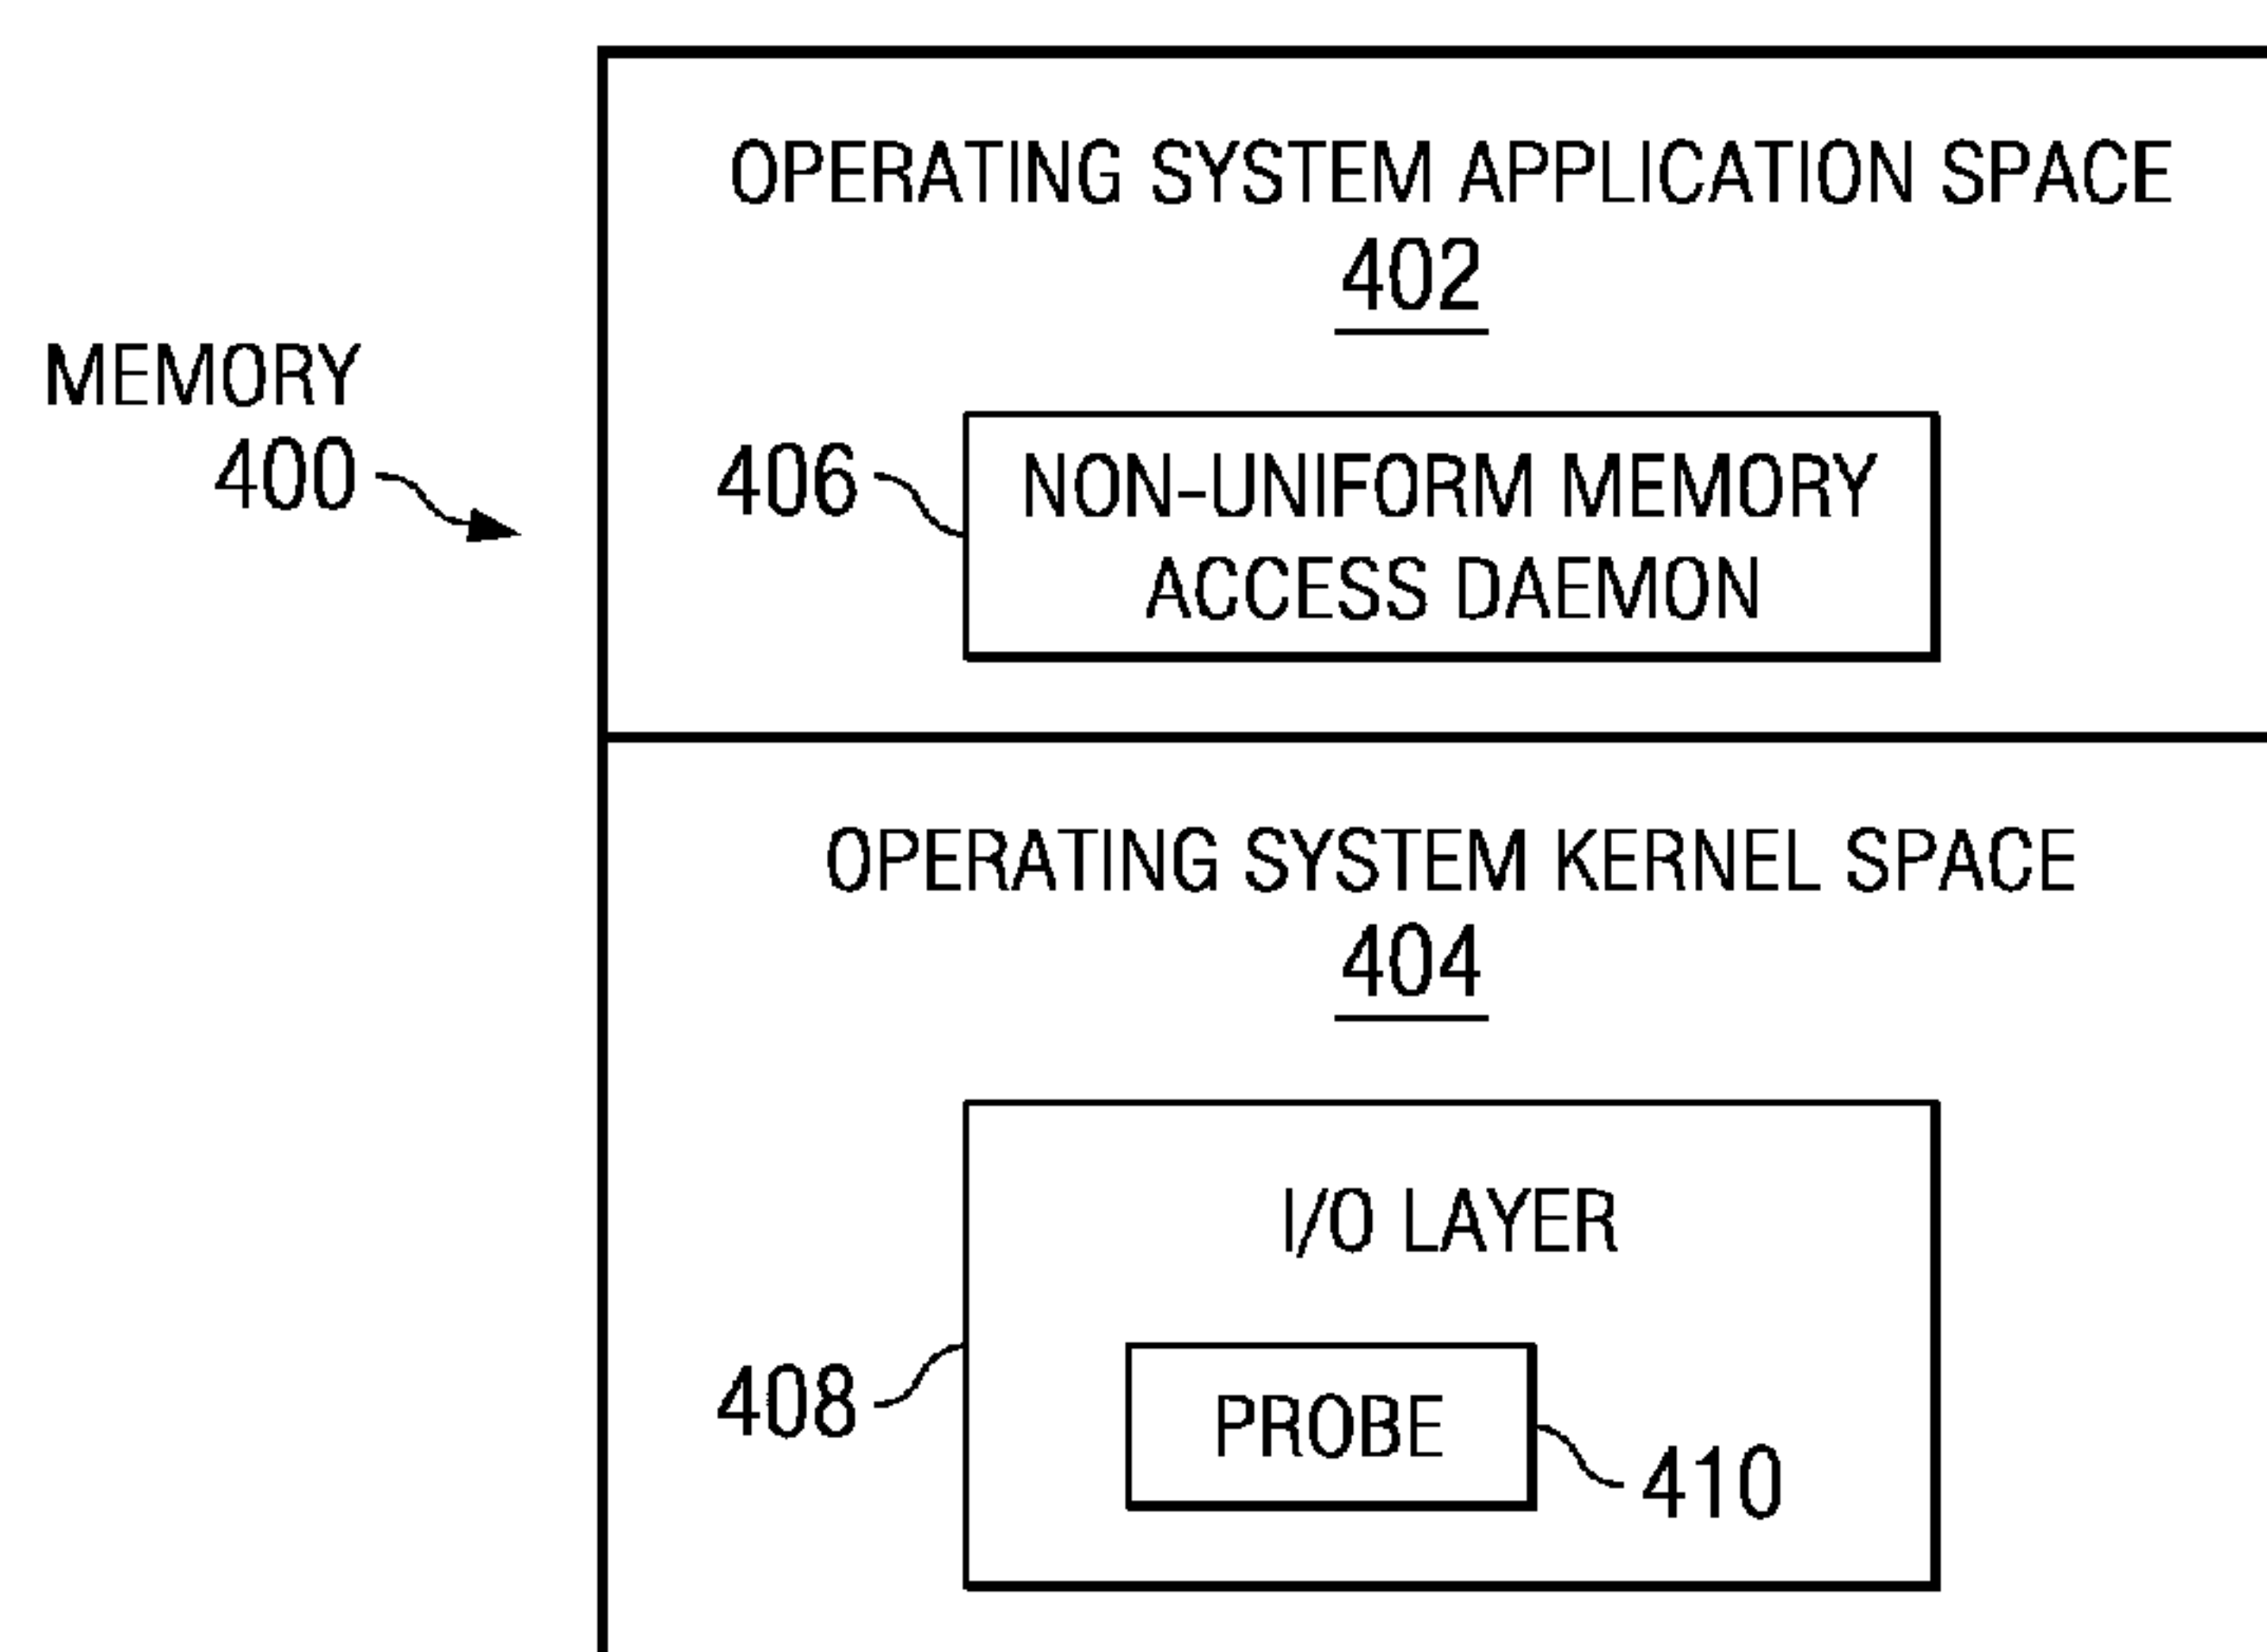 OPERATING SYSTEM APPLICATION SPACE
402
MEMORY
400
406
NON-UNIFORM MEMORY
ACCESS DAEMON
OPERATING SYSTEM KERNEL SPACE
404
I/O LAYER
408
PROBE
410